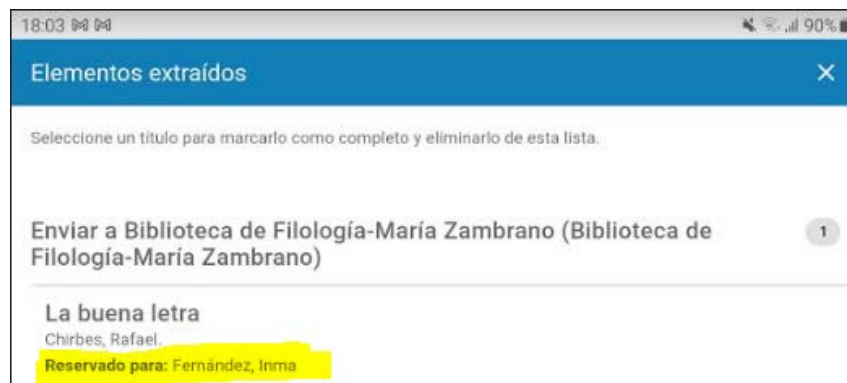 18:03 90%
Elementos extraídos
Seleccione un título para marcarlo como completo y eliminarlo de esta lista.
Enviar a Biblioteca de Filología-María Zambrano (Biblioteca de
Filología-María Zambrano)
1
La buena letra
Chirbes, Rafael.
Reservado para: Fernández, Inma